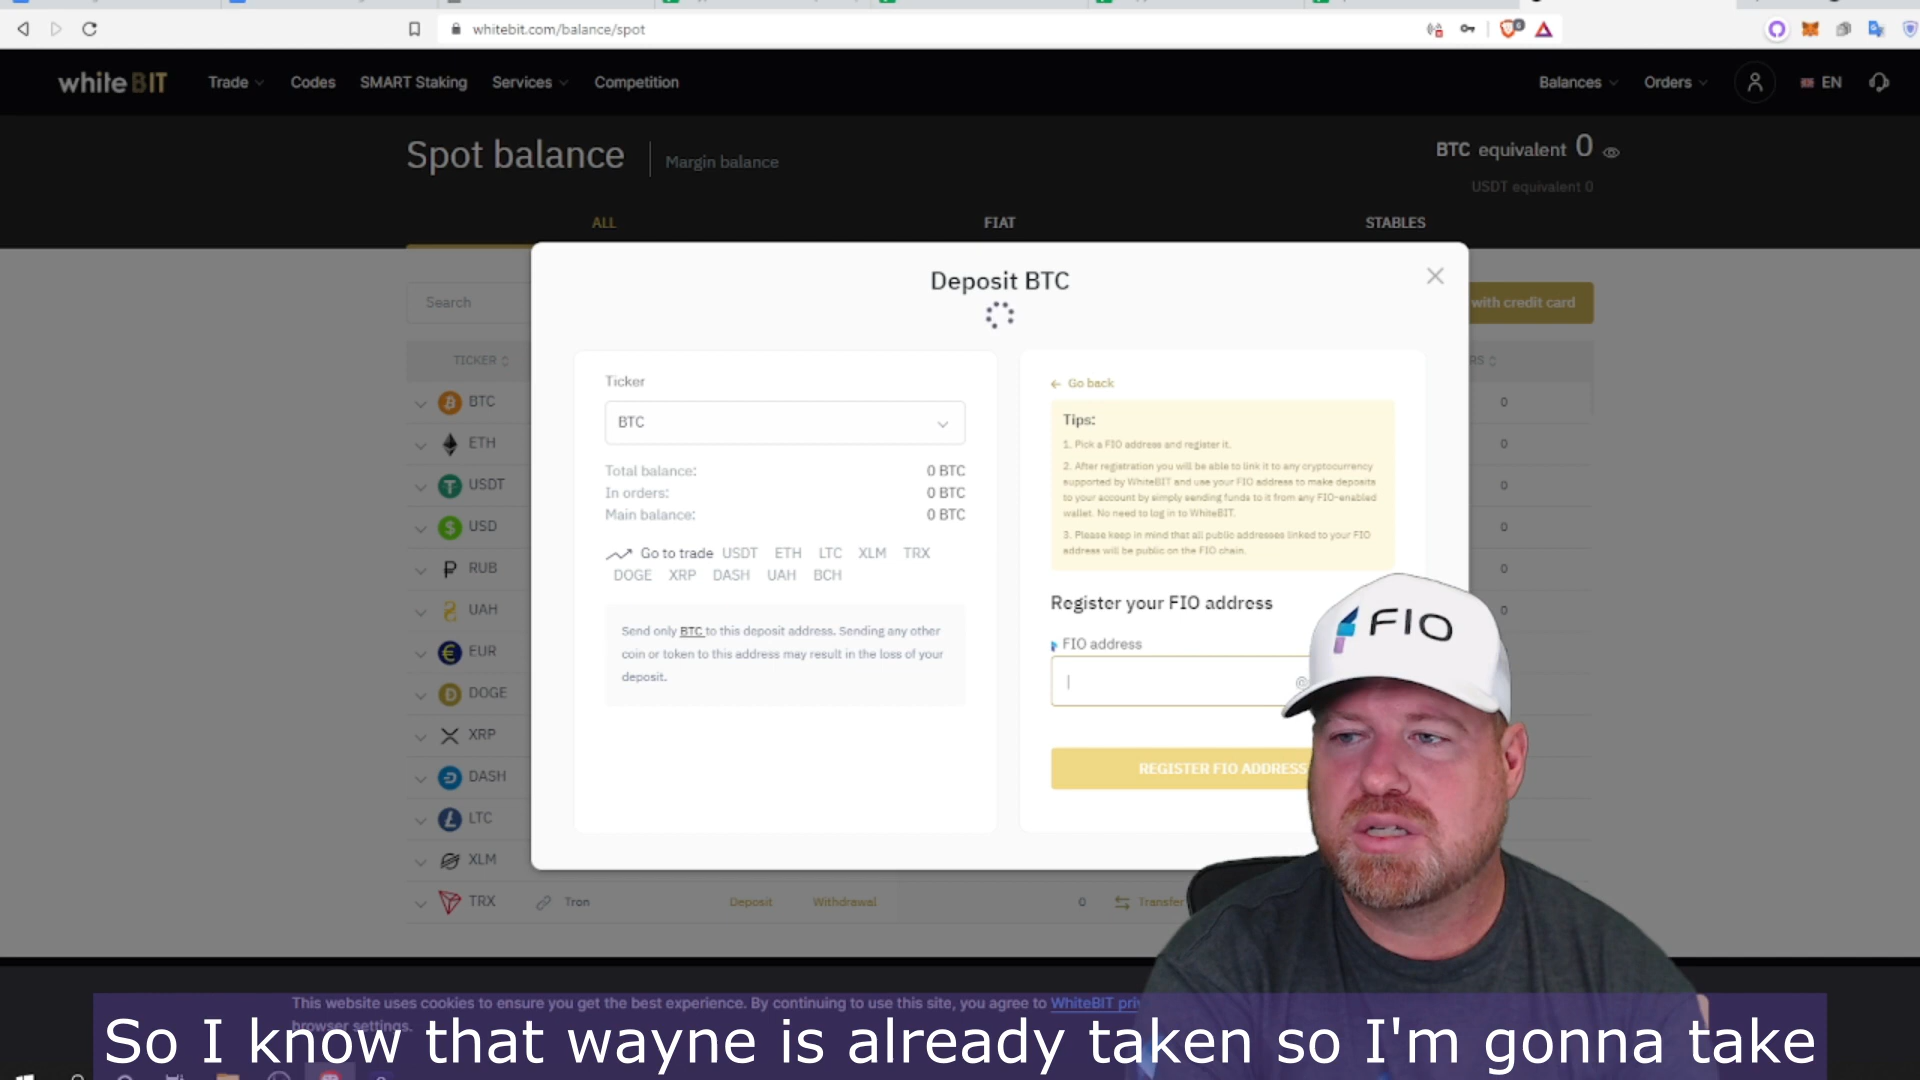 whitebit.com/balance/spot
6
whiteBIT
Trade
Codes
SMART Staking
Services
Competition
Balances
Orders
EN
Spot balance
Margin balance
BTC equivalent 0
USDT equivalent 0
ALL
FIAT
STABLES
Search
with credit card
TICKER
RS
BTC
0
ETH
0
USDT
0
USD
0
RUB
0
UAH
0
EUR
DOGE
XRP
DASH
LTC
XLM
TRX
Tron
Deposit
Withdrawal
0
Transfer
Deposit BTC
Ticker
BTC
Total balance: 0 BTC
In orders: 0 BTC
Main balance: 0 BTC
Go to trade USDT ETH LTC XLM TRX
DOGE XRP DASH UAH BCH
Send only BTC to this deposit address. Sending any other
coin or token to this address may result in the loss of your
deposit.
Go back
Tips:
1. Pick a FIO address and register it.
2. After registration you will be able to link it to any cryptocurrency
supported by WhiteBIT and use your FIO address to make deposits
to your account by simply sending funds to it from any FIO-enabled
wallet. No need to log in to WhiteBIT.
3. Please keep in mind that all public addresses linked to your FIO
address will be public on the FIO chain.
Register your FIO address
FIO address
@
REGISTER FIO ADDRESS
FIO
This website uses cookies to ensure you get the best experience. By continuing to use this site, you agree to WhiteBIT priv
browser settings.
So I know that wayne is already taken so I'm gonna take